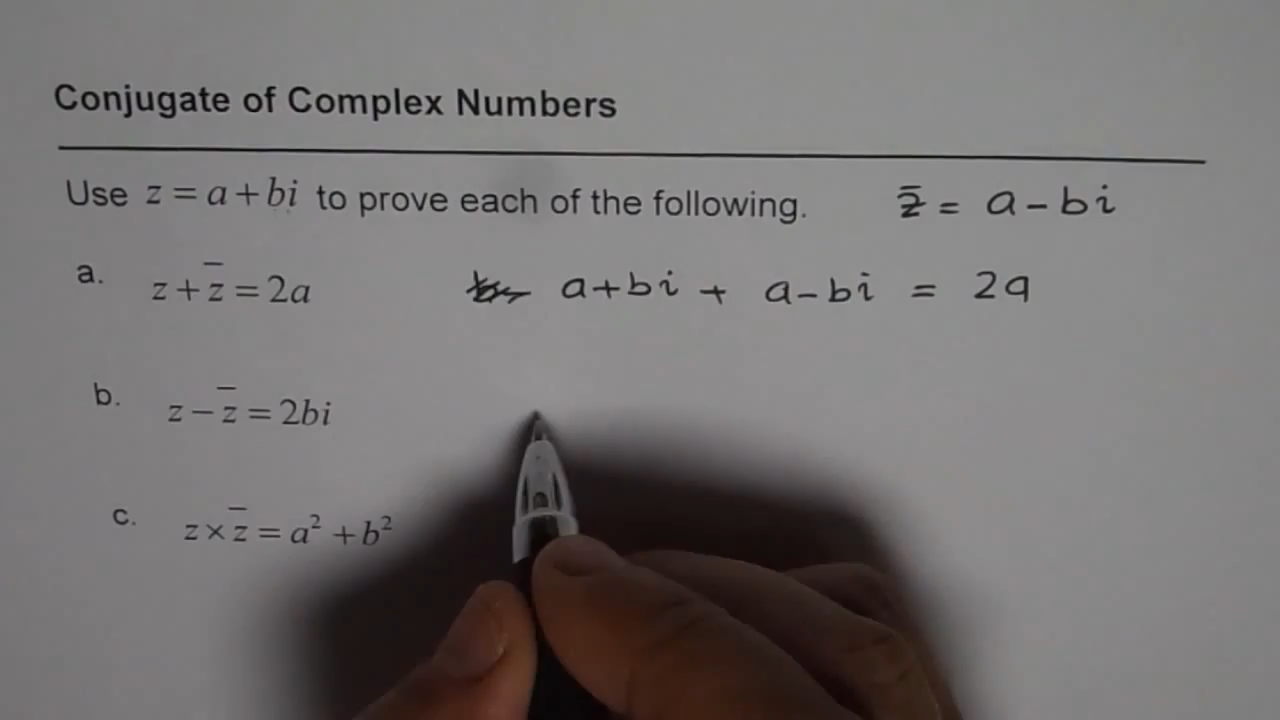 Conjugate of Complex Numbers
Use z = a + bi to prove each of the following. z̄ = a - bi
a. z + z̄ = 2a a+bi + a-bi = 2a
b. z − z̄ = 2bi
c. z × z̄ = a² + b²